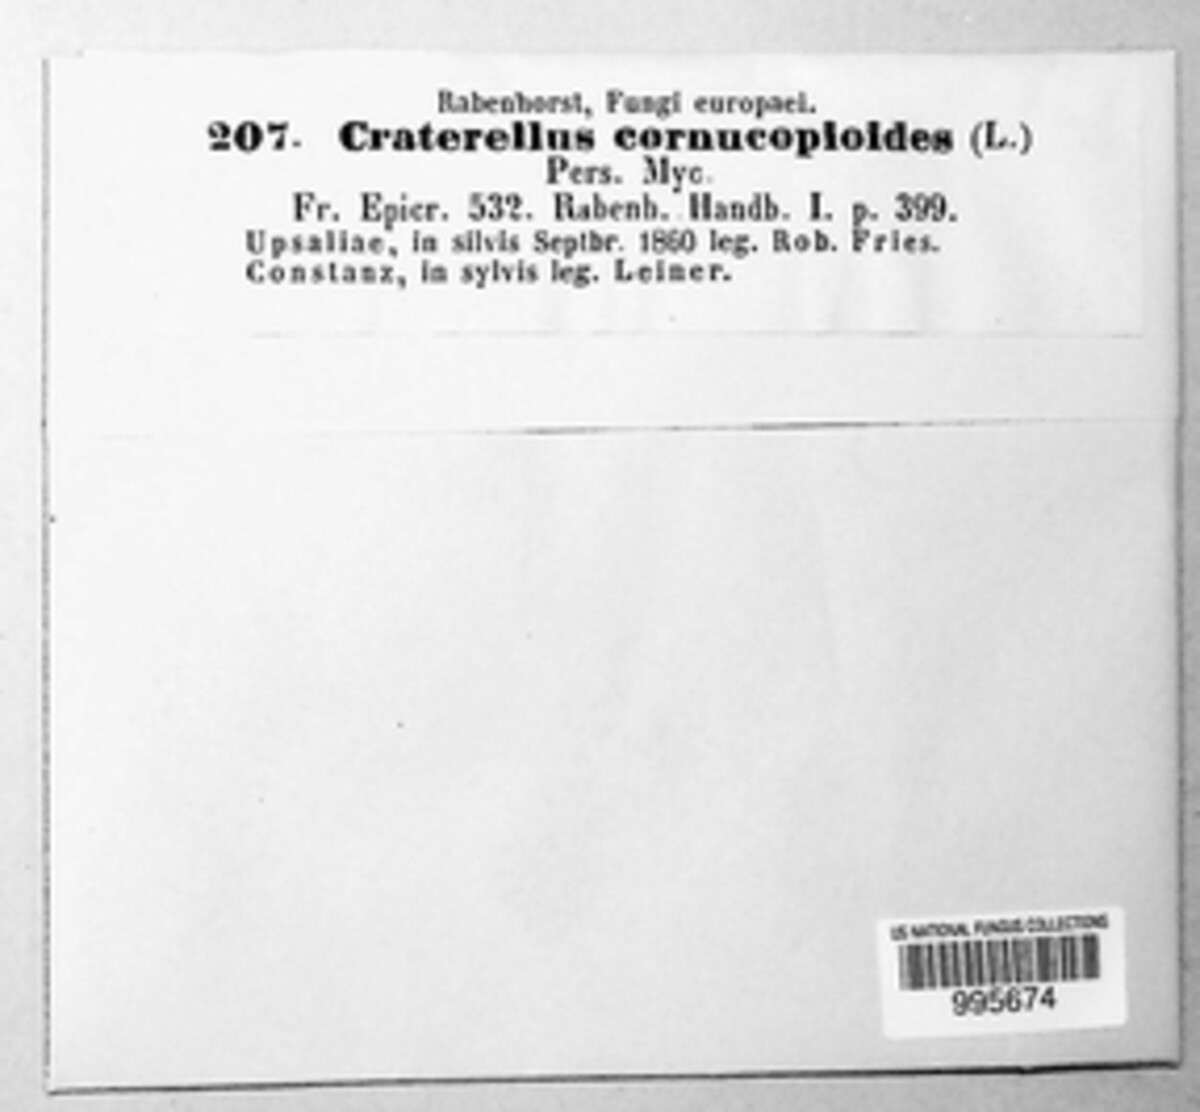 Rabenhorst, Fungi europaei.
207. Craterellus cornucopioides (L.)
Pers. Myc.
Fr. Epicr. 532. Rabenh. Handb. I. p. 399.
Upsaliae, in silvis Septbr. 1860 leg. Rob. Fries.
Constanz, in sylvis leg. Leiner.
US NATIONAL FUNGUS COLLECTIONS
995674